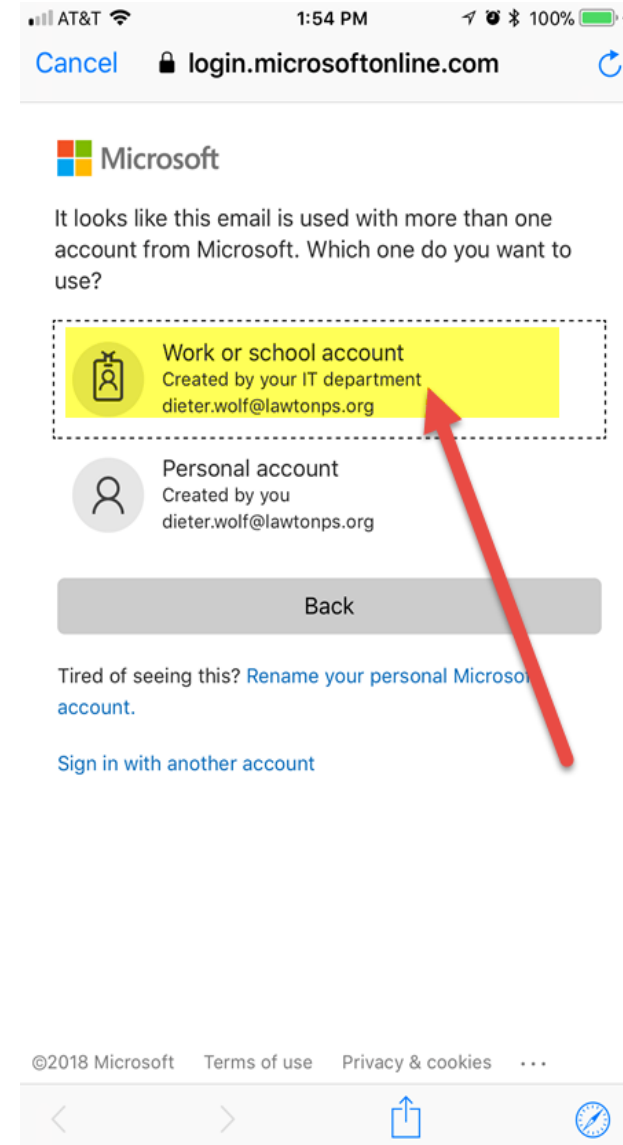 AT&T 1:54 PM 100%
Cancel login.microsoftonline.com
Microsoft
It looks like this email is used with more than one
account from Microsoft. Which one do you want to
use?
Work or school account
Created by your IT department
dieter.wolf@lawtonps.org
Personal account
Created by you
dieter.wolf@lawtonps.org
Back
Tired of seeing this? Rename your personal Microsoft
account.
Sign in with another account
©2018 Microsoft Terms of use Privacy & cookies ...